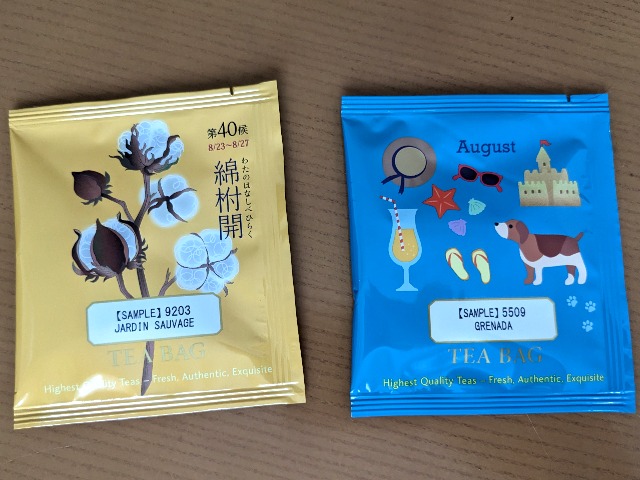 第40候
8/23~8/27
綿柎開
わたのはなしべひらく
【SAMPLE】9203
JARDIN SAUVAGE
TEA BAG
Highest Quality Teas – Fresh, Authentic, Exquisite
August
【SAMPLE】5509
GRENADA
TEA BAG
Highest Quality Teas – Fresh, Authentic, Exquisite